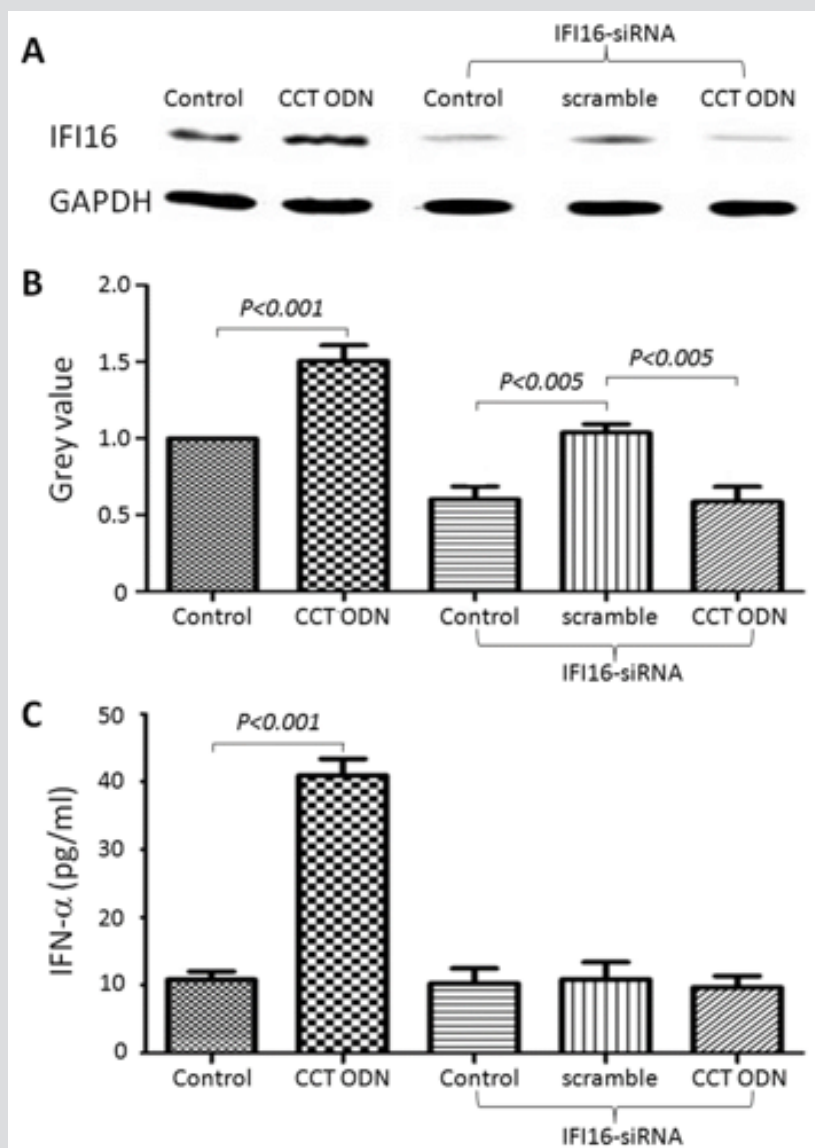 A
IFI16-siRNA
Control CCT ODN Control scramble CCT ODN
IFI16
GAPDH
B
2.0
1.5
1.0
0.5
0
Grey value
P<0.001
P<0.005
P<0.005
Control CCT ODN Control scramble CCT ODN
IFI16-siRNA
C
50
40
30
20
10
0
IFN-α (pg/ml)
P<0.001
Control CCT ODN Control scramble CCT ODN
IFI16-siRNA